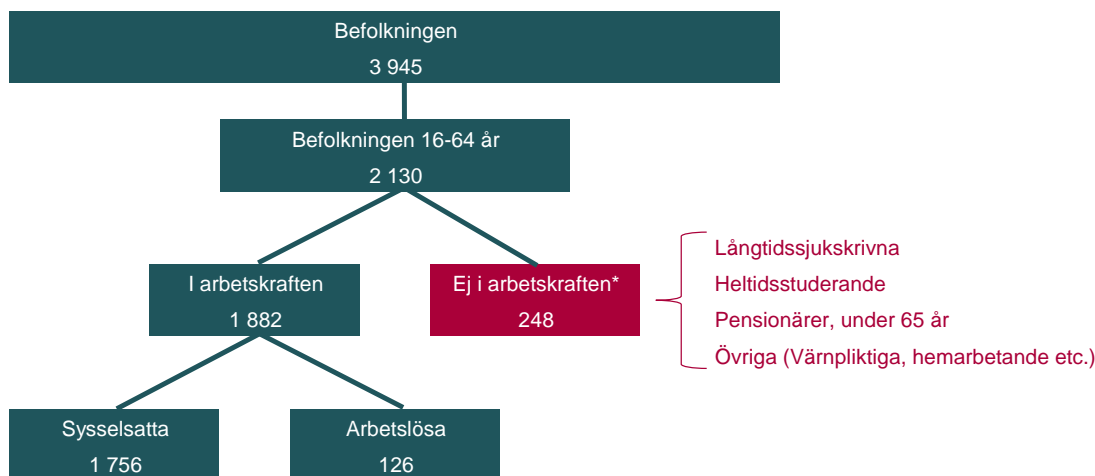 Befolkningen
3 945
Befolkningen 16-64 år
2 130
I arbetskraften
1 882
Ej i arbetskraften*
248
Långtidssjukskrivna
Heltidsstuderande
Pensionärer, under 65 år
Övriga (Värnpliktiga, hemarbetande etc.)
Sysselsatta
1 756
Arbetslösa
126